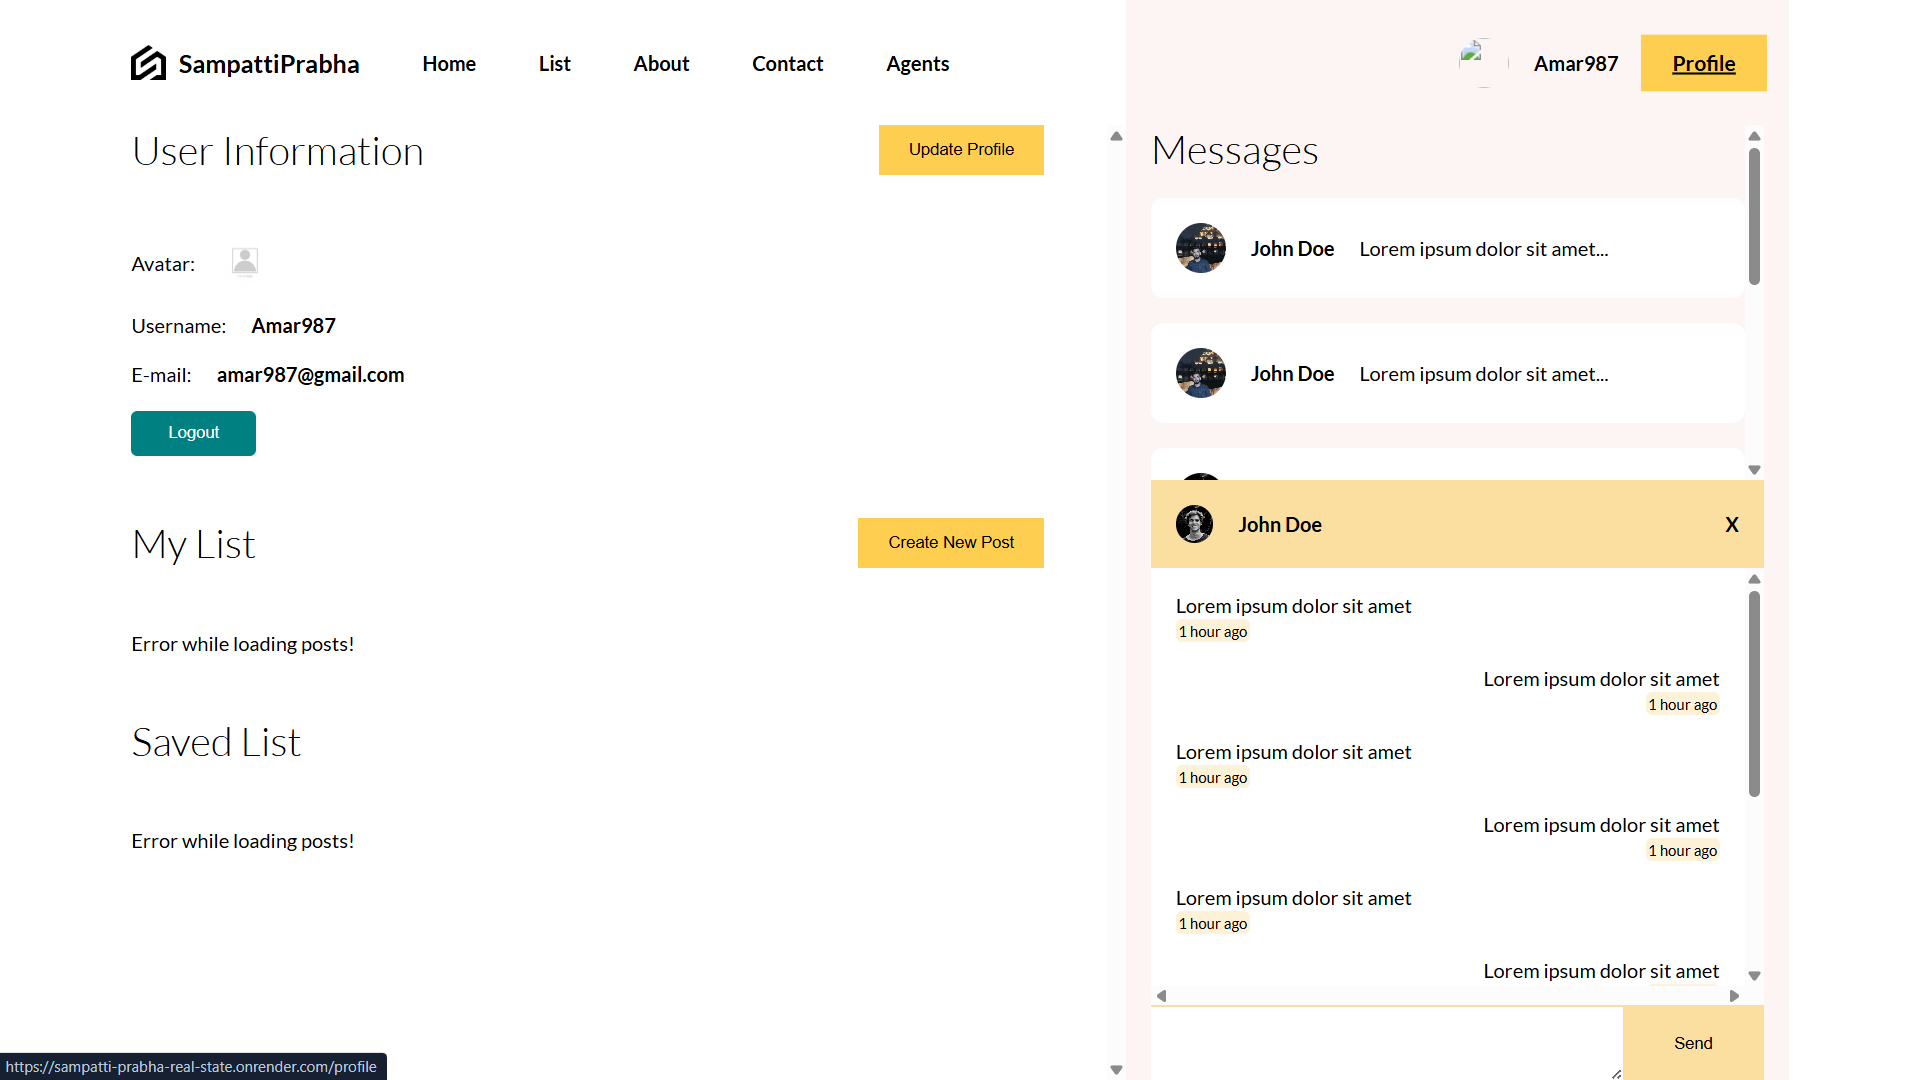 SampattiPrabha
Home
List
About
Contact
Agents
Amar987
Profile
User Information
Update Profile
Avatar:
Username: Amar987
E-mail: amar987@gmail.com
Logout
My List
Create New Post
Error while loading posts!
Saved List
Error while loading posts!
Messages
John Doe Lorem ipsum dolor sit amet...
John Doe Lorem ipsum dolor sit amet...
John Doe
X
Lorem ipsum dolor sit amet
1 hour ago
Lorem ipsum dolor sit amet
1 hour ago
Lorem ipsum dolor sit amet
1 hour ago
Lorem ipsum dolor sit amet
1 hour ago
Lorem ipsum dolor sit amet
1 hour ago
Lorem ipsum dolor sit amet
Send
https://sampatti-prabha-real-state.onrender.com/profile